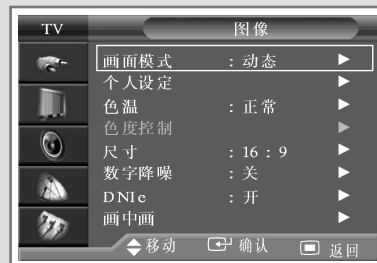 TV 图像
画面模式 : 动态
个人设定
色温 : 正常
色度控制
尺寸 : 16 : 9
数字降噪 : 关
DNIe : 开
画中画
移动 确认 返回